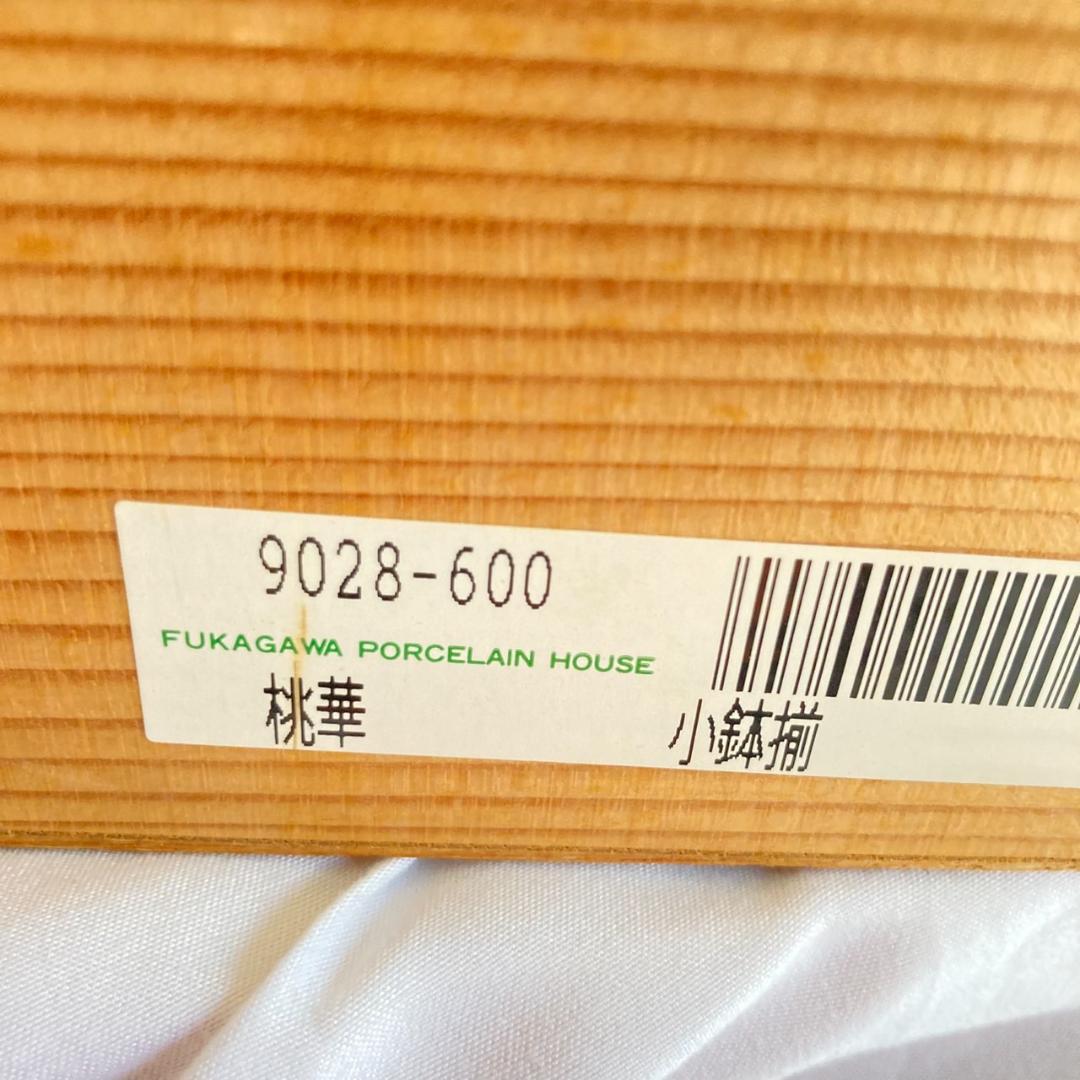 9028-600
FUKAGAWA PORCELAIN HOUSE
桃華 小鉢揃